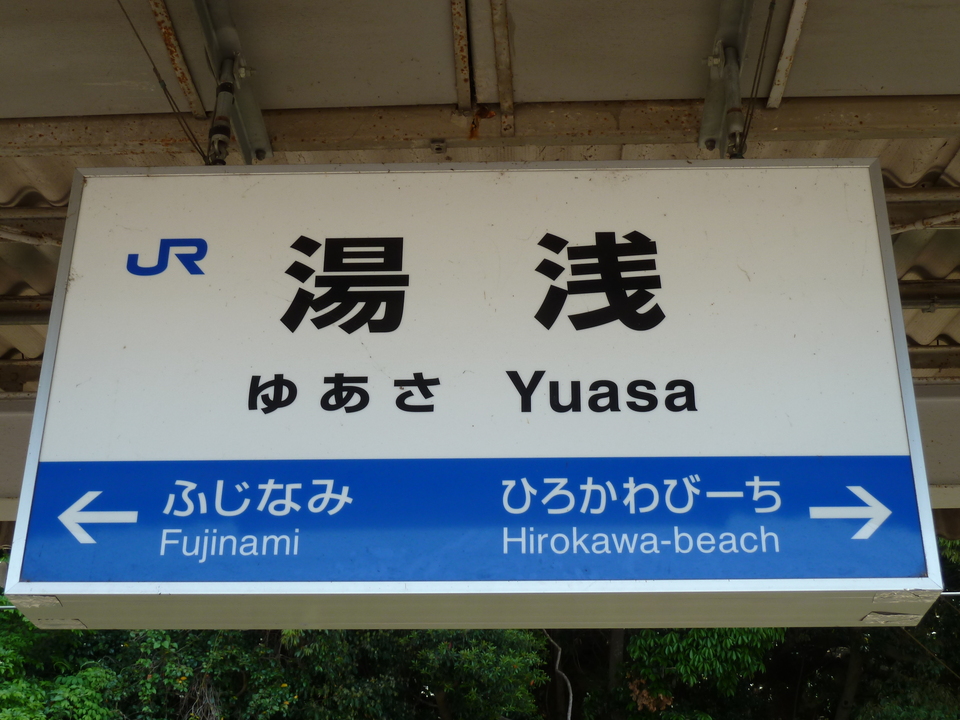 JR 湯浅
ゆあさ Yuasa
← ふじなみ ひろかわびーち →
Fujinami Hirokawa-beach